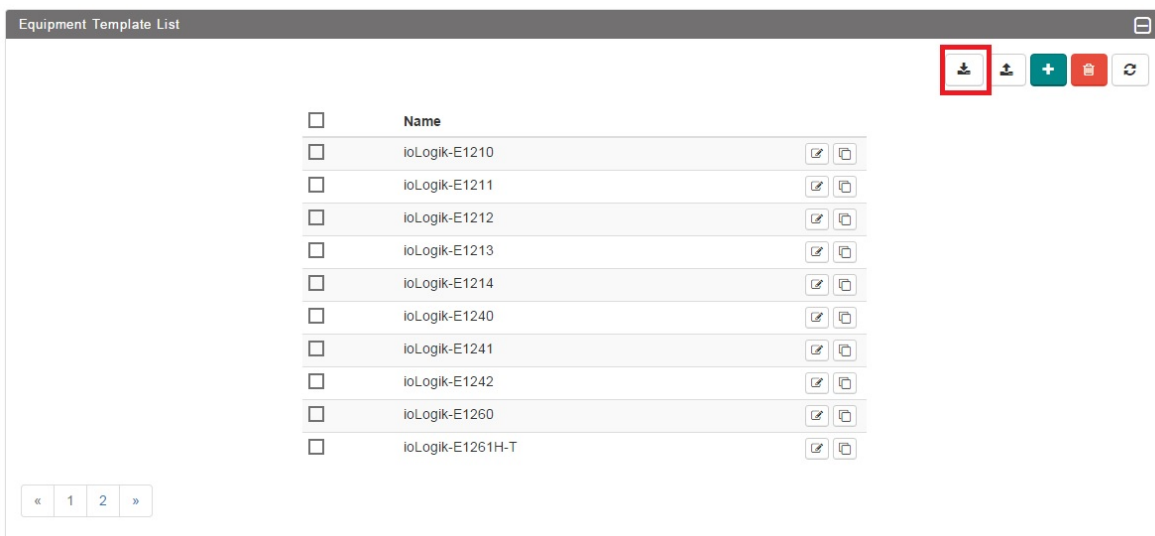 Equipment Template List
Name
ioLogik-E1210
ioLogik-E1211
ioLogik-E1212
ioLogik-E1213
ioLogik-E1214
ioLogik-E1240
ioLogik-E1241
ioLogik-E1242
ioLogik-E1260
ioLogik-E1261H-T
« 1 2 »